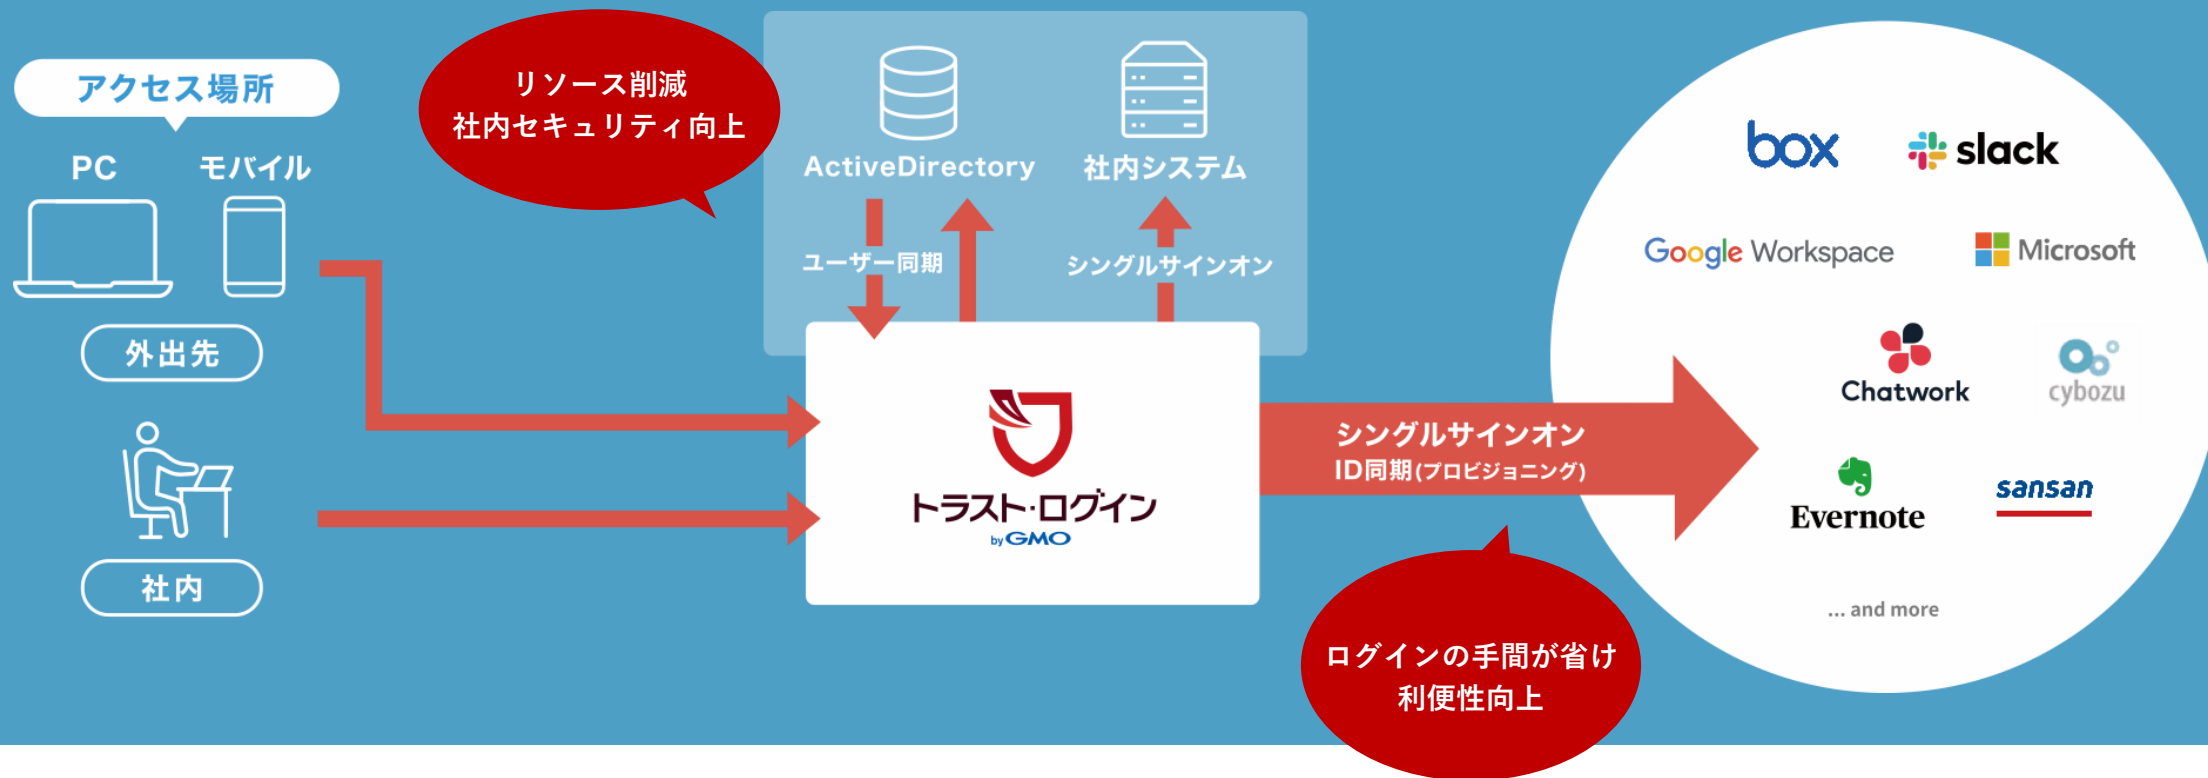 アクセス場所
PC
モバイル
外出先
社内
リソース削減
社内セキュリティ向上
ActiveDirectory
社内システム
ユーザー同期
シングルサインオン
トラスト・ログイン
by GMO
シングルサインオン
ID同期(プロビジョニング)
ログインの手間が省け
利便性向上
box
slack
Google Workspace
Microsoft
Chatwork
cybozu
Evernote
sansan
... and more